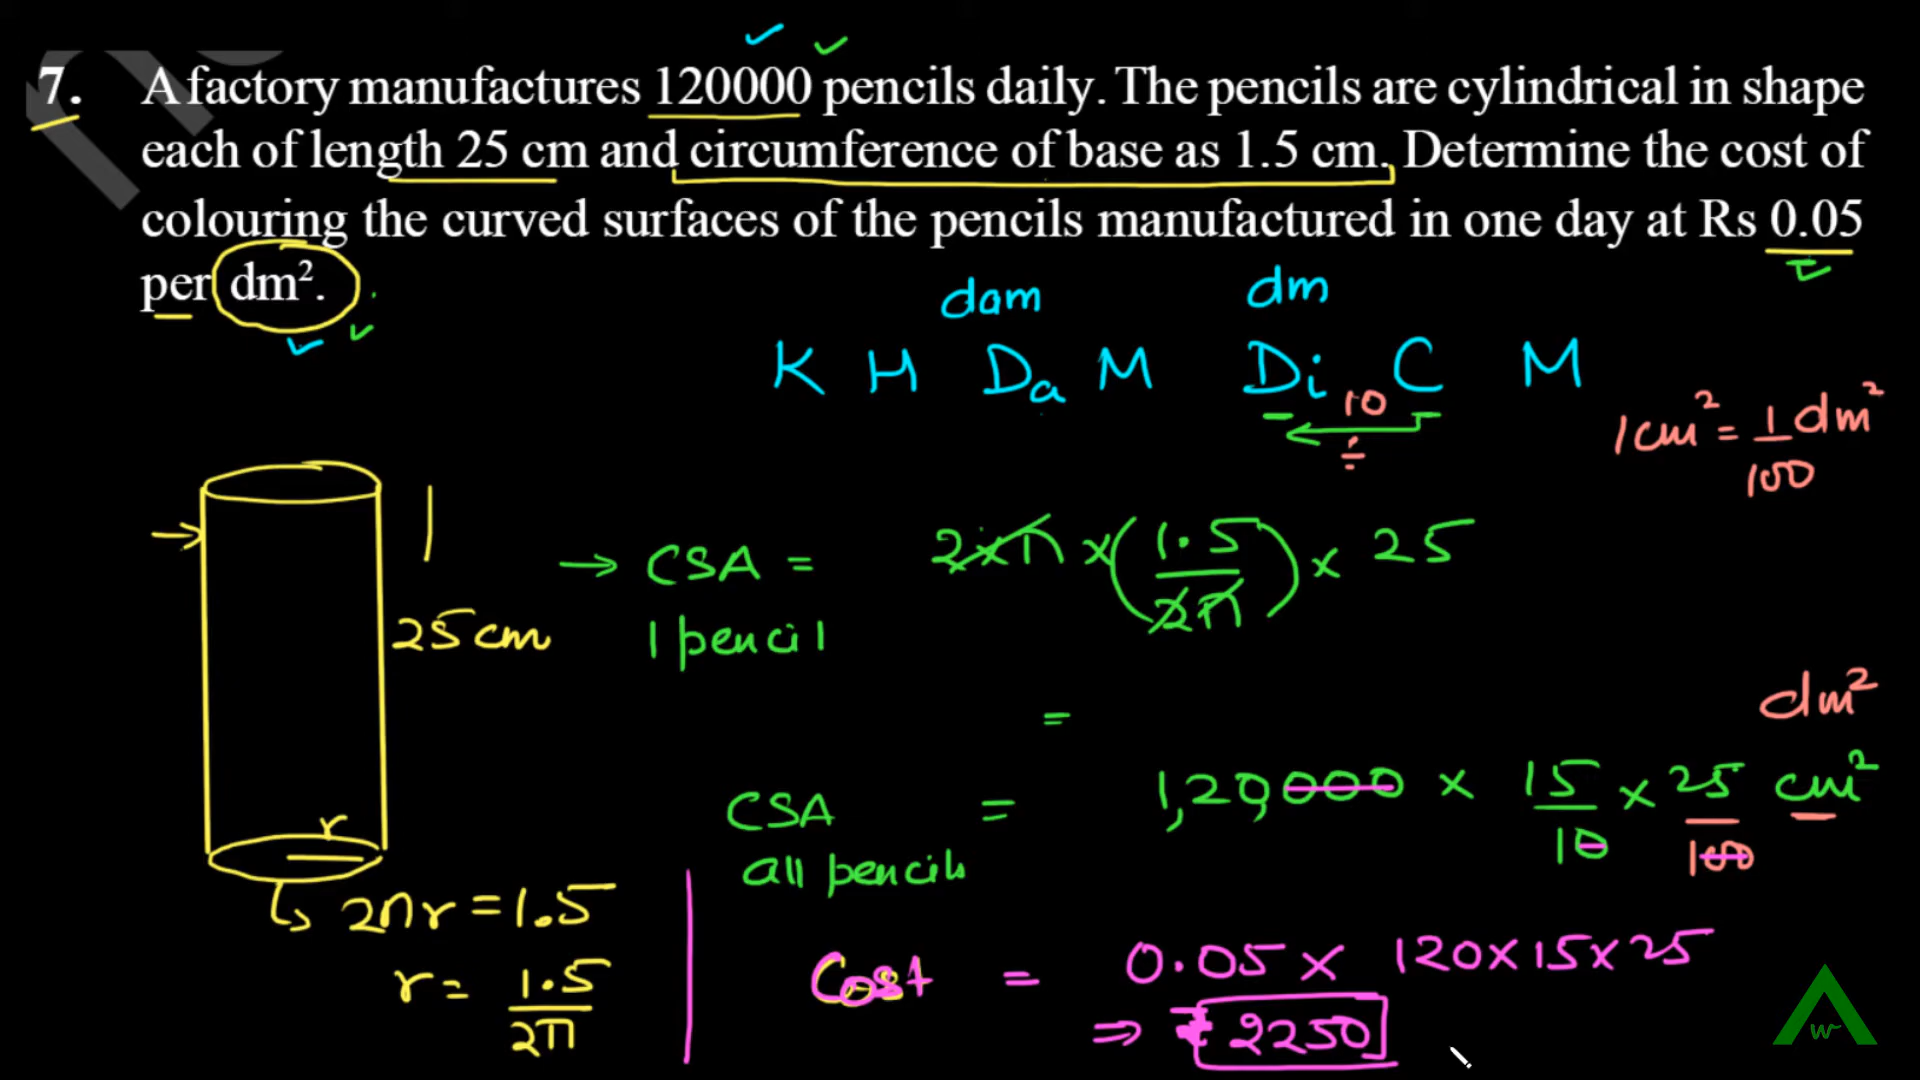 7. A factory manufactures 120000 pencils daily. The pencils are cylindrical in shape
each of length 25 cm and circumference of base as 1.5 cm. Determine the cost of
colouring the curved surfaces of the pencils manufactured in one day at Rs 0.05
per dm².
dam dm
K H Da M Di C M
10
÷
1cm² = 1/100 dm²
→ CSA = 2×π × (1.5/2π) × 25
1 pencil
25cm
=
dm²
CSA = 1,20,000 × 15/10 × 25/100 cm²
all pencils
r
2πr = 1.5
r = 1.5/2π
Cost = 0.05 × 120×15×25
⇒ ₹ 2250
W